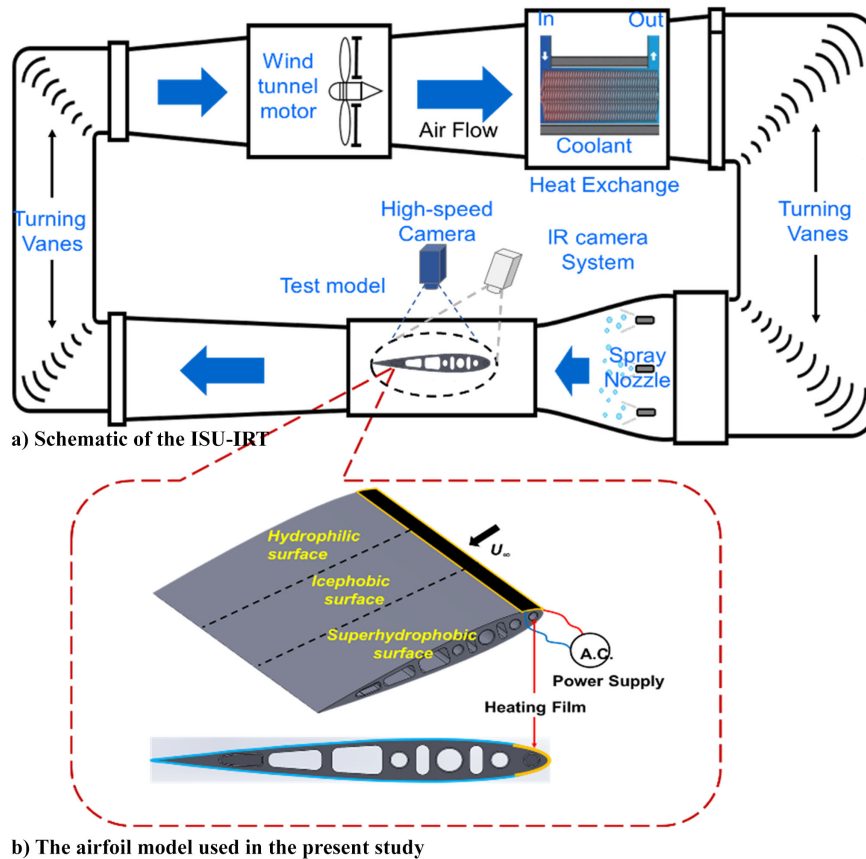 In
Out
Wind
tunnel
motor
Air Flow
Coolant
Heat Exchange
Turning
Vanes
High-speed
Camera
IR camera
System
Turning
Vanes
Test model
Spray
Nozzle
a) Schematic of the ISU-IRT
Hydrophilic
surface
U∞
Icephobic
surface
Superhydrophobic
surface
A.C.
Power Supply
Heating Film
b) The airfoil model used in the present study